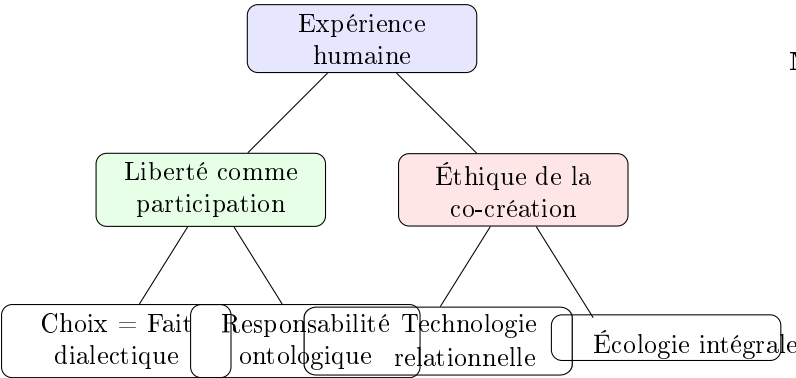 Expérience
humaine
Liberté comme
participation
Éthique de la
co-création
Choix = Fait
dialectique
Responsabilité
ontologique
Technologie
relationnelle
Écologie intégrale